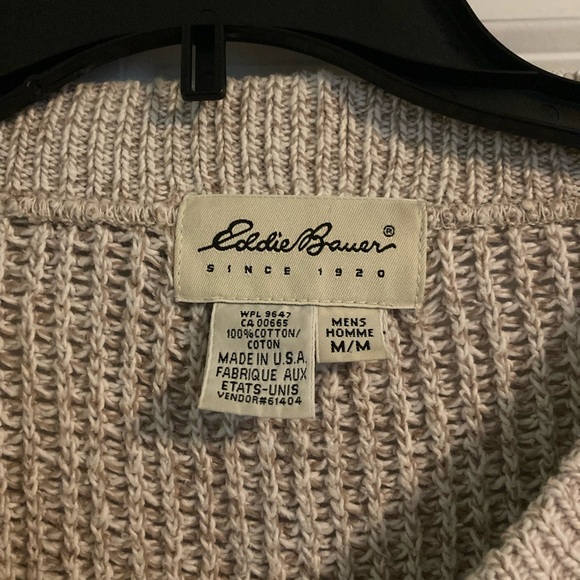 Eddie Bauer®
SINCE 1920
WPL 9647
CA 00665
100% COTTON/
COTON
MADE IN U.S.A.
FABRIQUE AUX
ETATS-UNIS
VENDOR#61404
MENS
HOMME
M/M